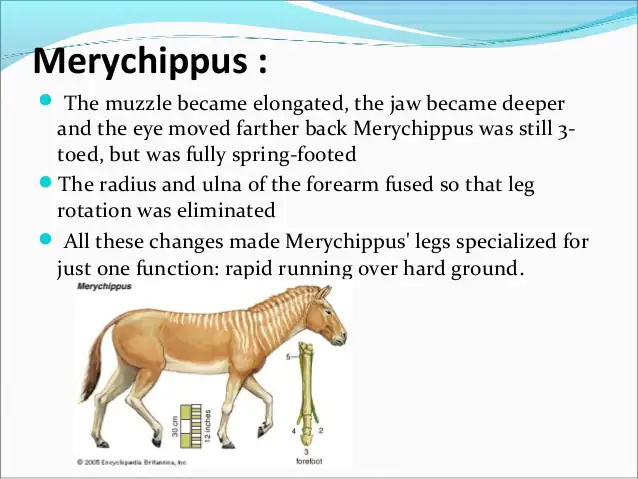 Merychippus :
The muzzle became elongated, the jaw became deeper
and the eye moved farther back Merychippus was still 3-
toed, but was fully spring-footed
The radius and ulna of the forearm fused so that leg
rotation was eliminated
All these changes made Merychippus' legs specialized for
just one function: rapid running over hard ground.
Merychippus
5
30 cm
12 inches
4
2
3
forefoot
© 2005 Encyclopædia Britannica, Inc.